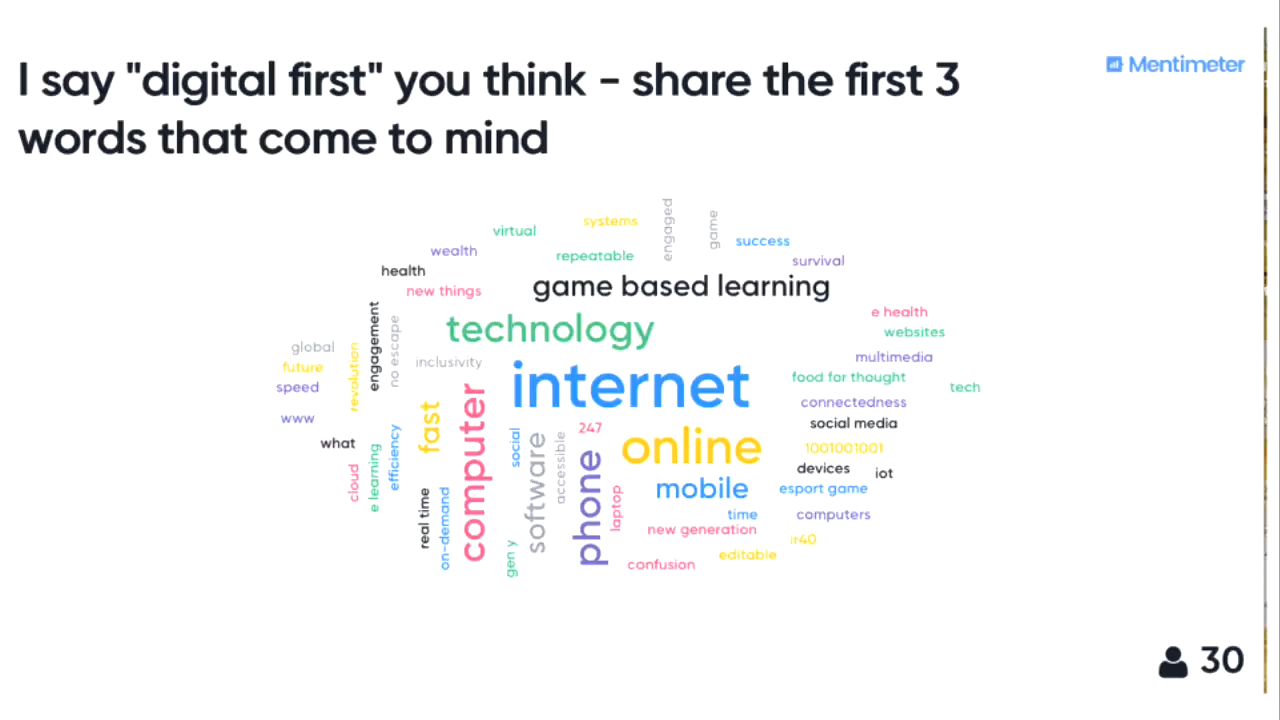 I say "digital first" you think - share the first 3
words that come to mind
Mentimeter
engaged
game
systems
virtual
success
wealth
repeatable
survival
health
game based learning
new things
e health
technology
websites
engagement
no escape
global
revolution
multimedia
inclusivity
future
internet
food for thought
speed
tech
computer
connectedness
fast
www
social media
247
online
what
social
software
accessible
1001001001
efficiency
e learning
cloud
phone
devices
iot
mobile
esport game
laptop
real time
on-demand
time
computers
new generation
ir40
gen y
editable
confusion
30